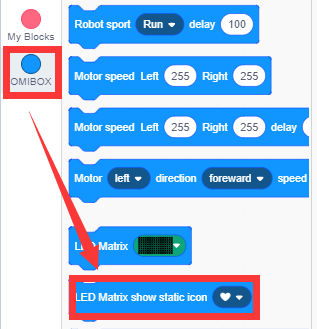 Robot sport Run delay 100
My Blocks
Motor speed Left 255 Right 255
OMIBOX
Motor speed Left 255 Right 255 delay
Motor left direction foreward speed
LED Matrix
LED Matrix show static icon